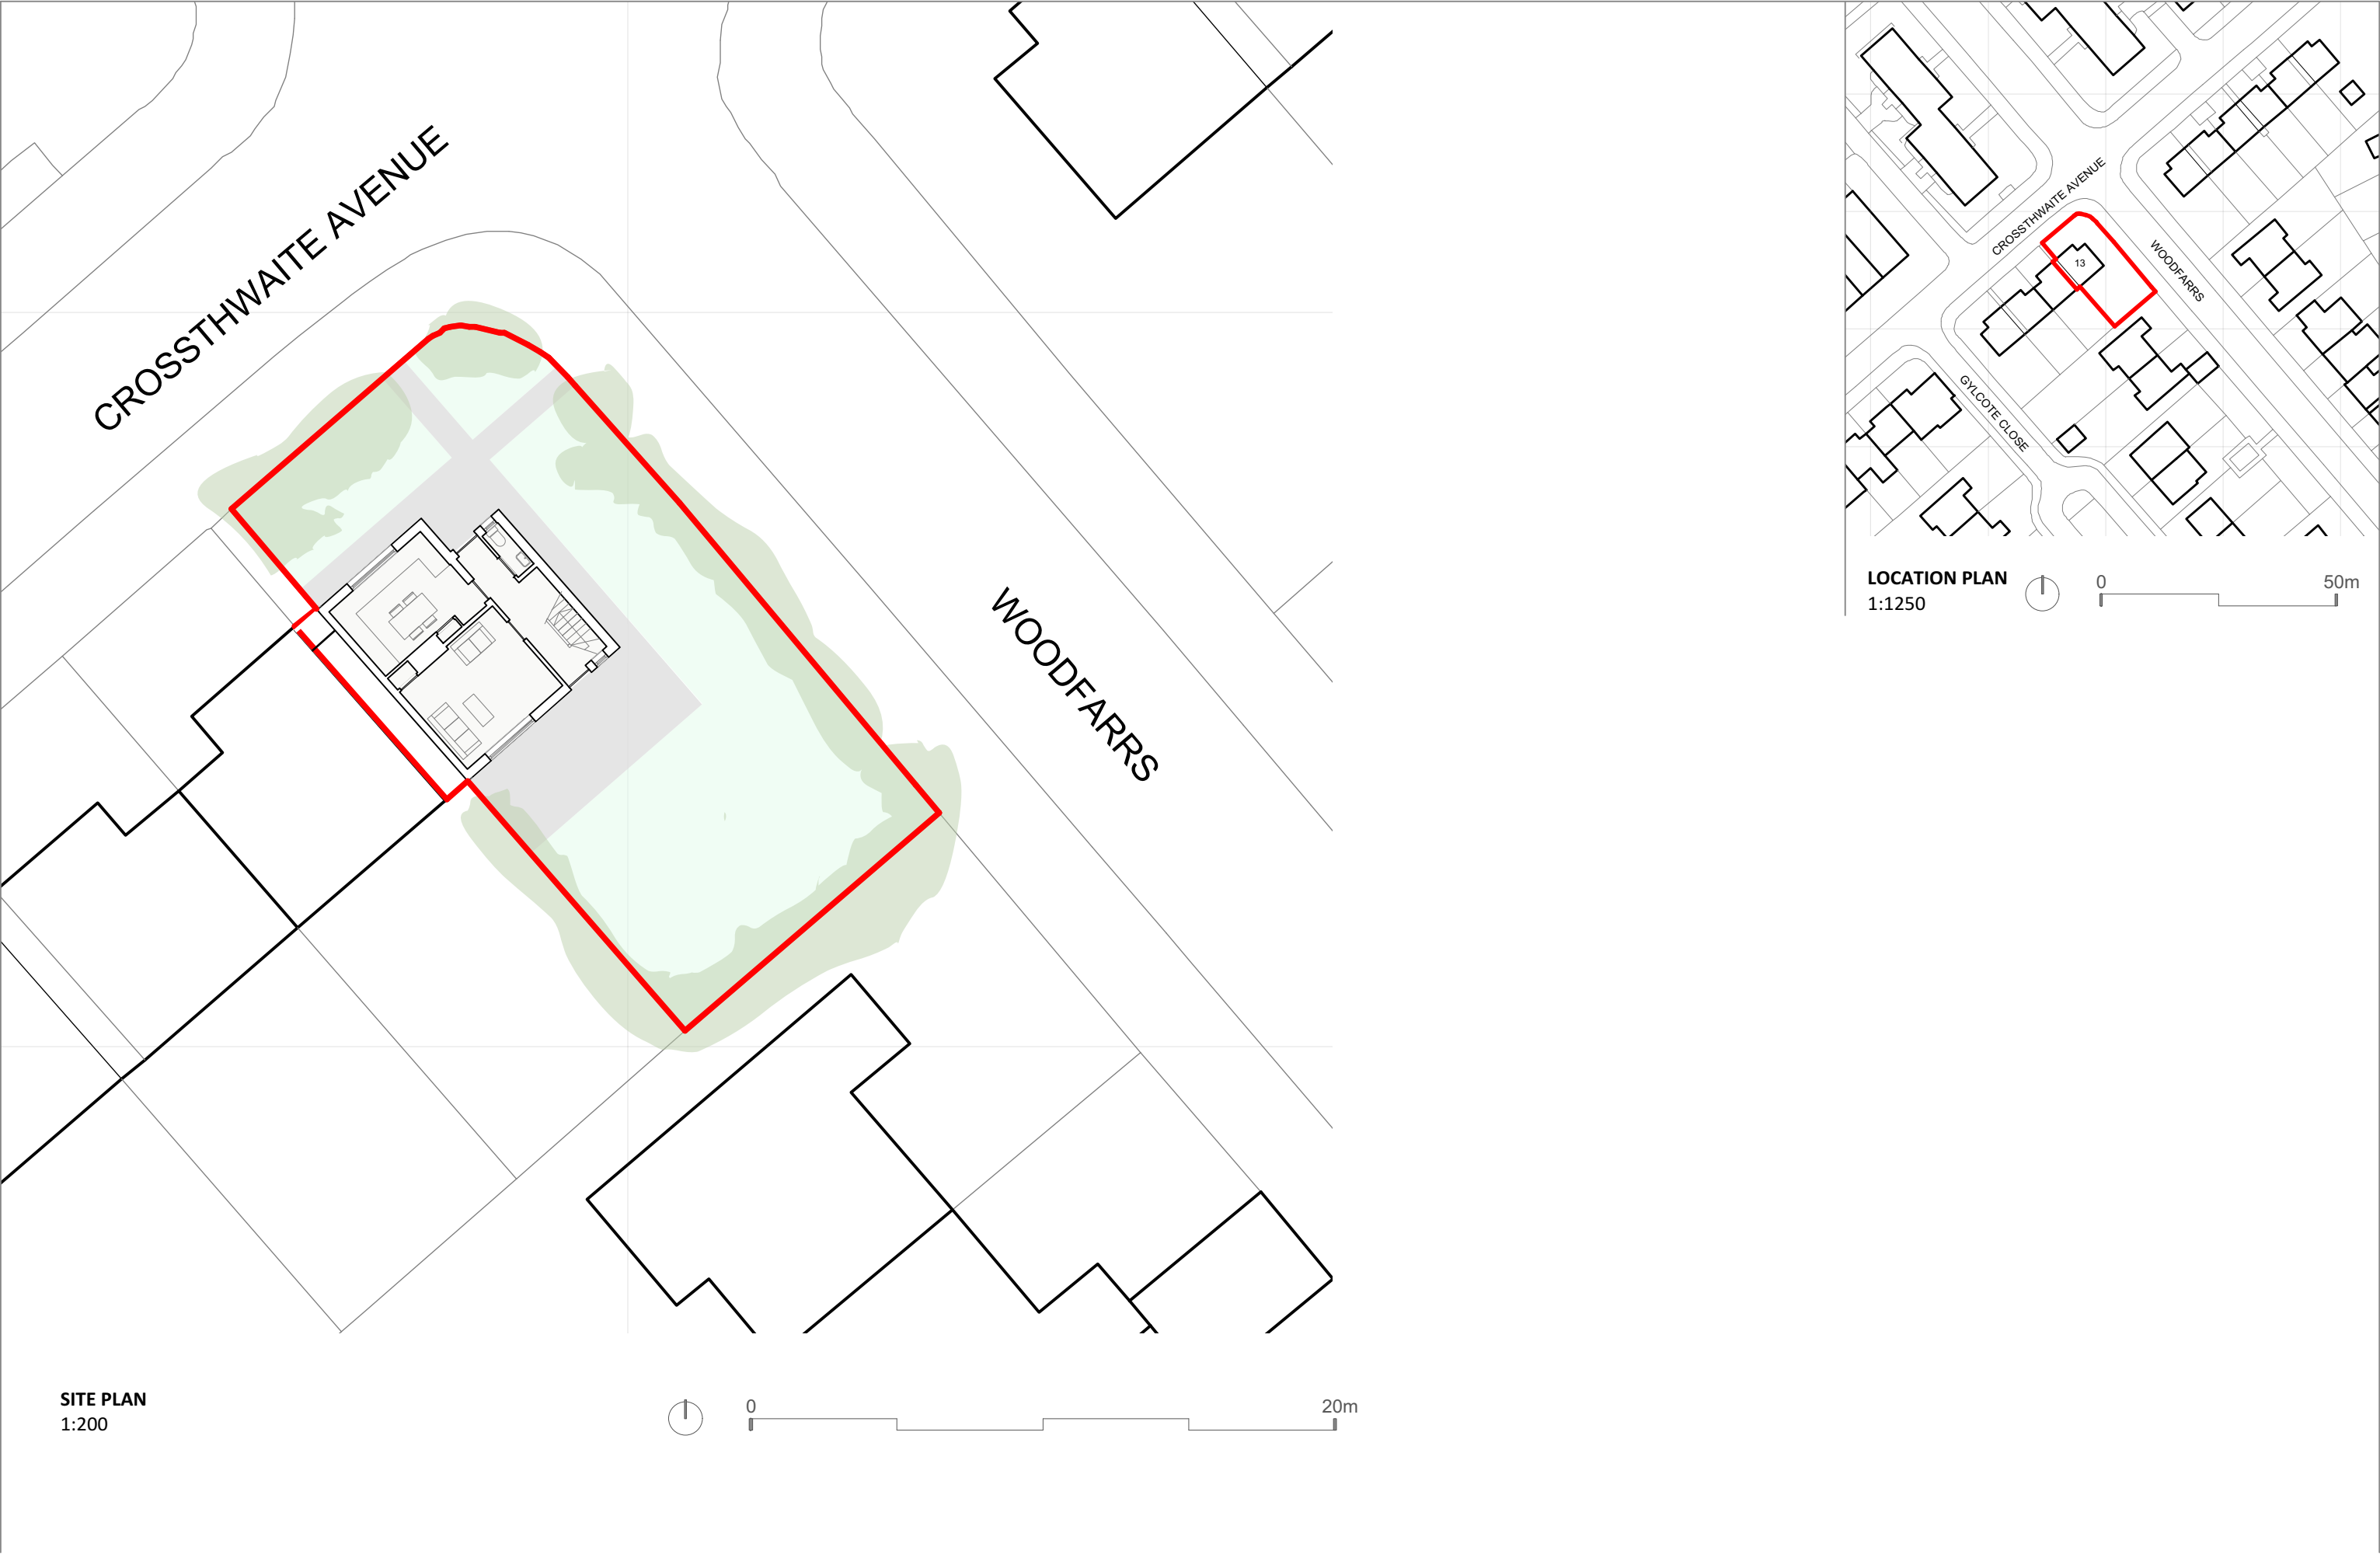 CROSSTHWAITE AVENUE
WOODFARRS
SITE PLAN
1:200
0
20m
CROSSTHWAITE AVENUE
13
WOODFARRS
GYLCOTE CLOSE
LOCATION PLAN
1:1250
0
50m